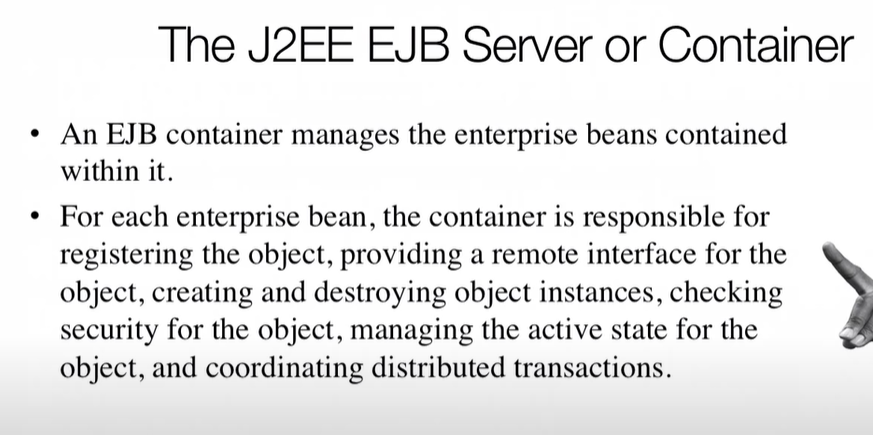 The J2EE EJB Server or Container
• An EJB container manages the enterprise beans contained
within it.
• For each enterprise bean, the container is responsible for
registering the object, providing a remote interface for the
object, creating and destroying object instances, checking
security for the object, managing the active state for the
object, and coordinating distributed transactions.